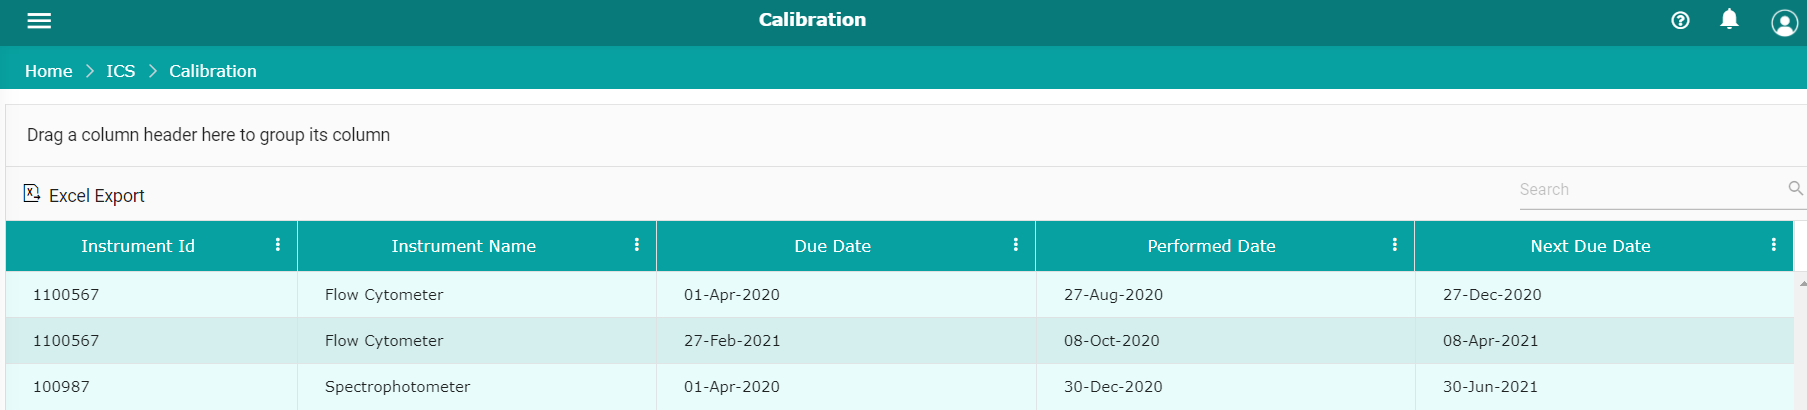 Calibration
Home > ICS > Calibration
Drag a column header here to group its column
Excel Export Search
Instrument Id Instrument Name Due Date Performed Date Next Due Date
1100567 Flow Cytometer 01-Apr-2020 27-Aug-2020 27-Dec-2020
1100567 Flow Cytometer 27-Feb-2021 08-Oct-2020 08-Apr-2021
100987 Spectrophotometer 01-Apr-2020 30-Dec-2020 30-Jun-2021